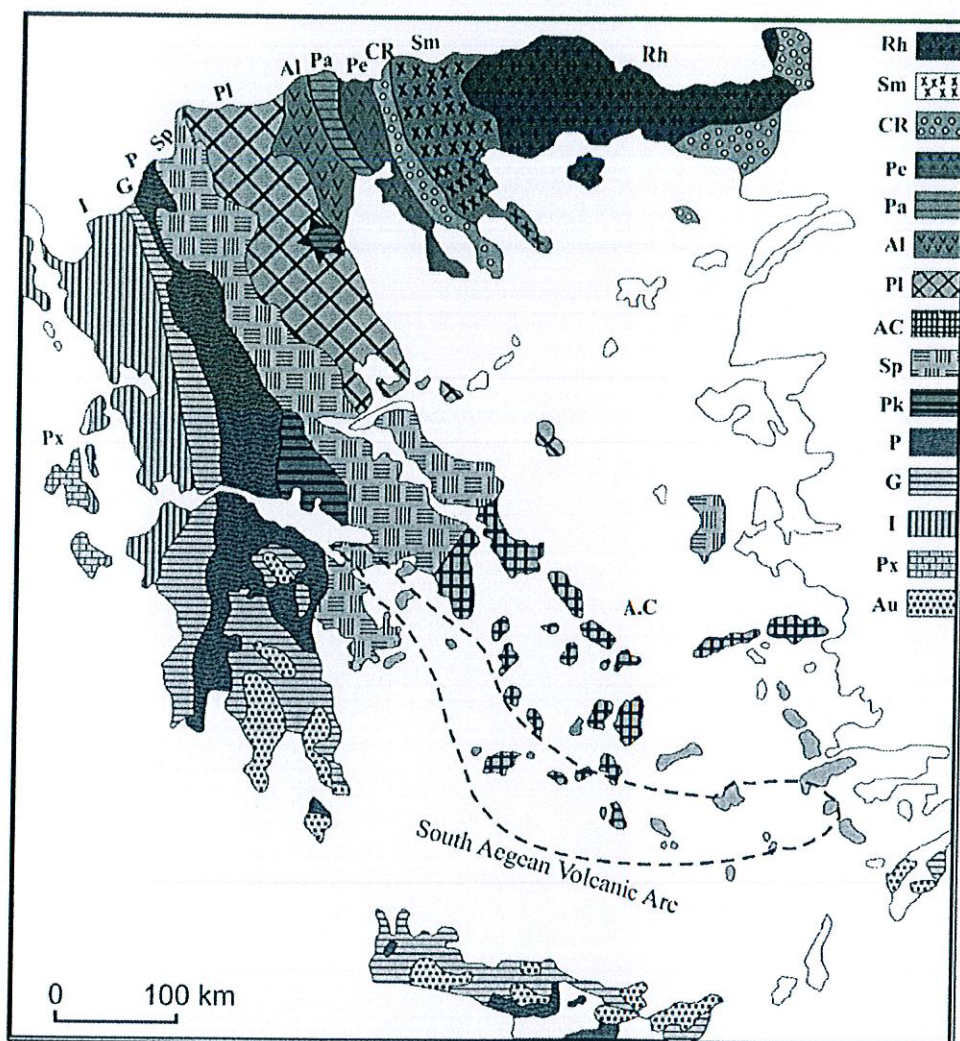 Rh
Sm
CR
Pe
Pa
Al
Pl
AC
Sp
Pk
P
G
I
Px
Au
I
G
P
Sp
Pl
Al
Pa
Pe
CR
Sm
Rh
Px
A.C
South Aegean Volcanic Arc
0 100 km